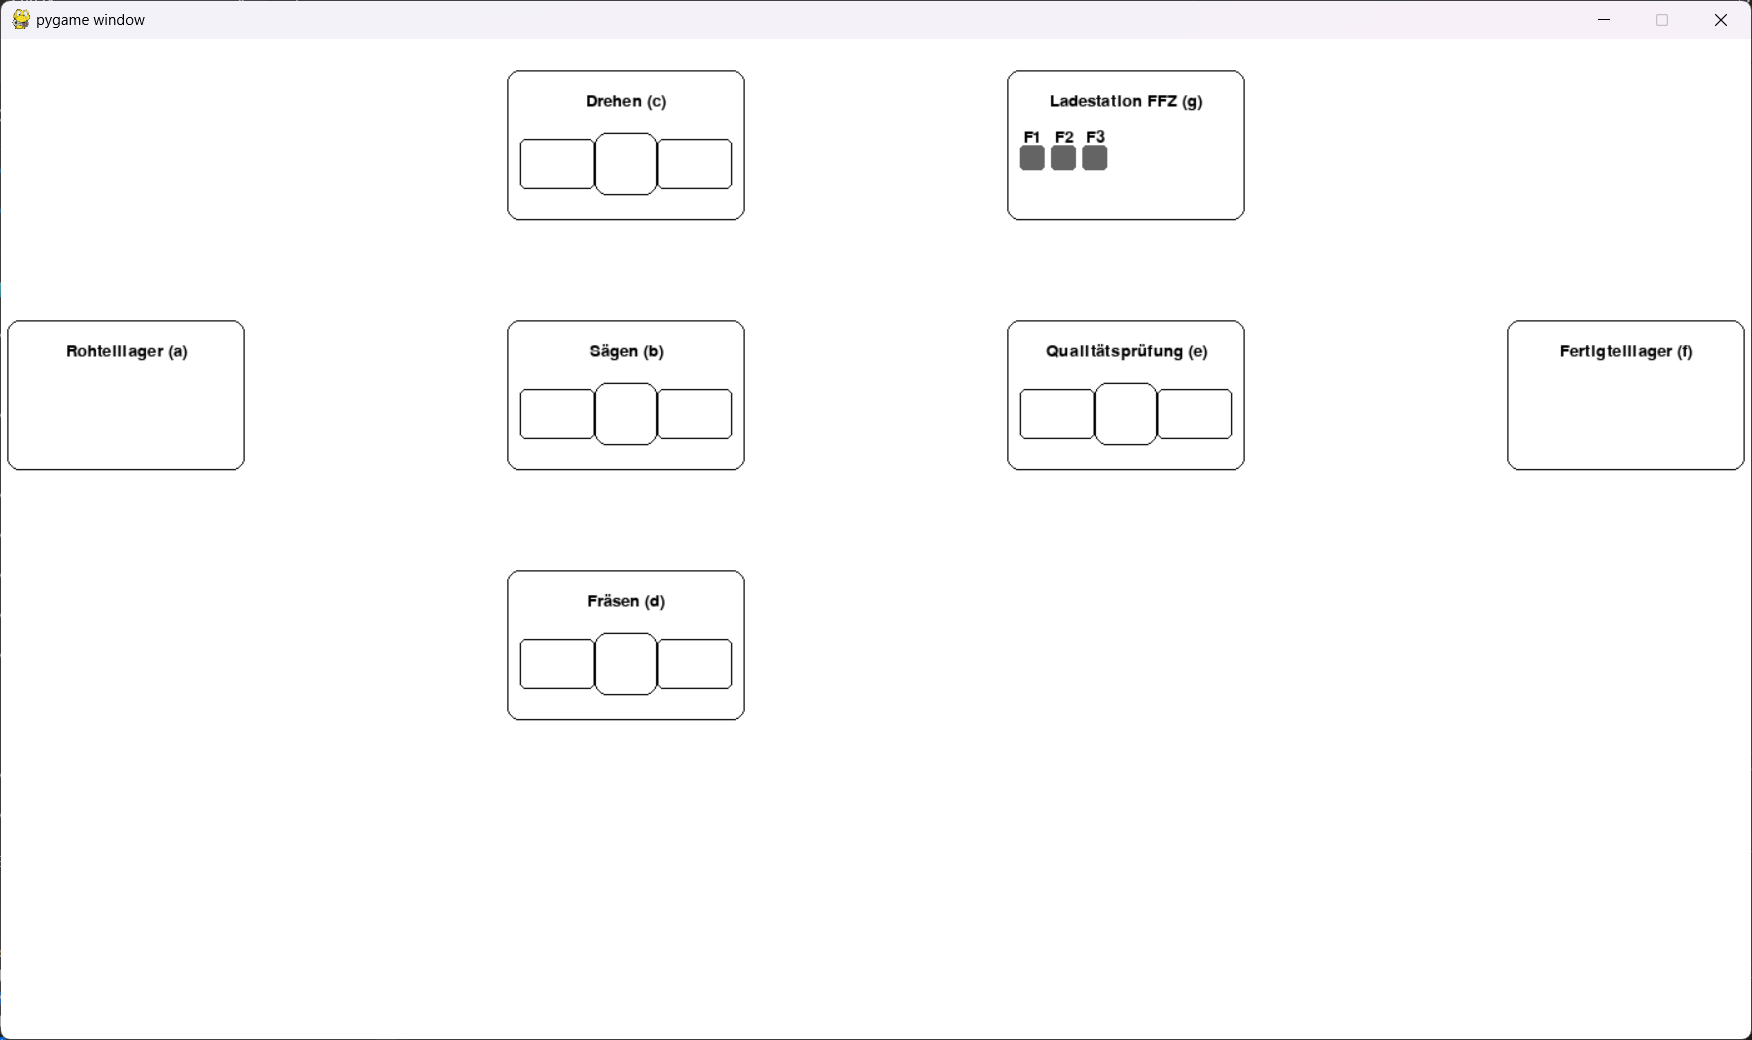 pygame window
Drehen (c)
Ladestation FFZ (g)
F1 F2 F3
Rohteillager (a)
Sägen (b)
Qualitätsprüfung (e)
Fertigteillager (f)
Fräsen (d)